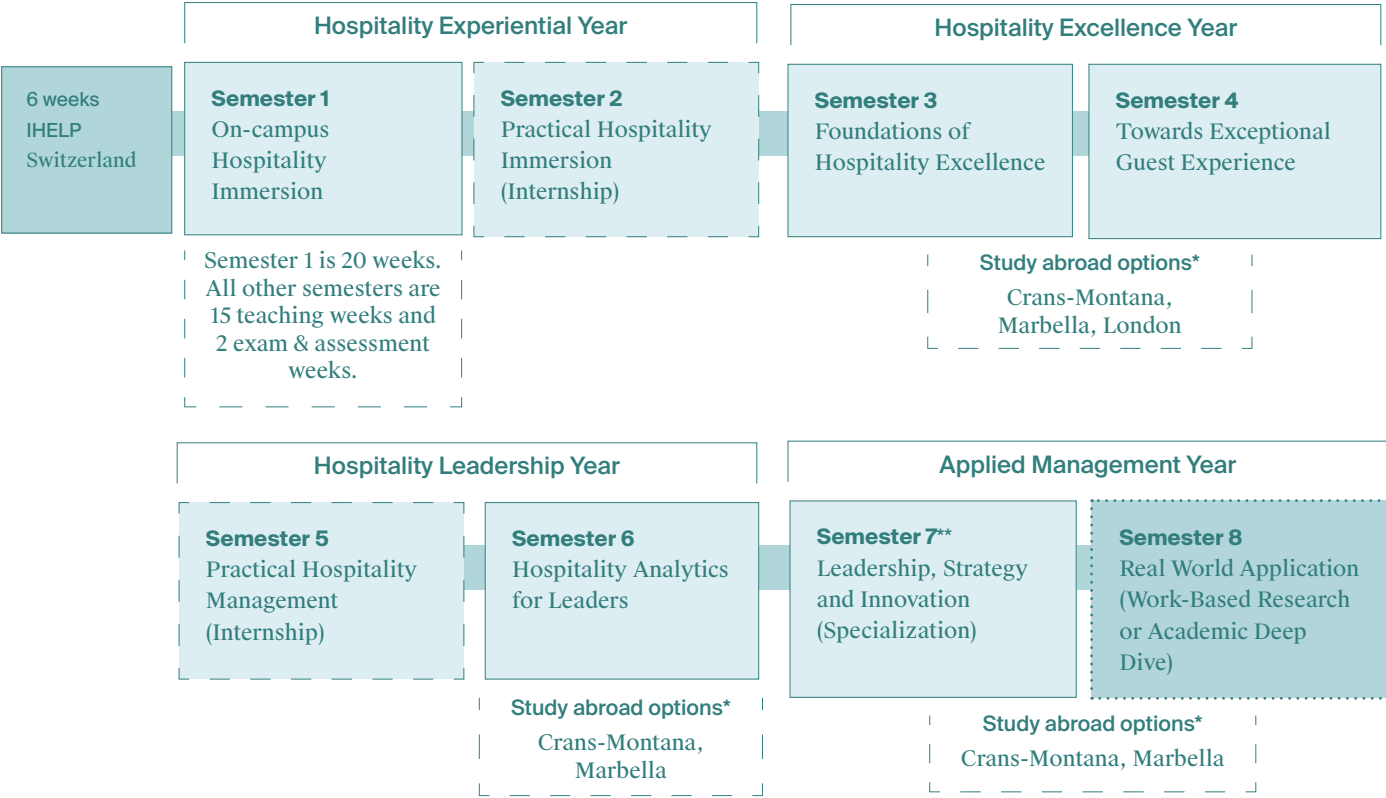 Hospitality Experiential Year
Hospitality Excellence Year
6 weeks
IHELP
Switzerland
Semester 1
On-campus
Hospitality
Immersion
Semester 2
Practical Hospitality
Immersion
(Internship)
Semester 3
Foundations of
Hospitality Excellence
Semester 4
Towards Exceptional
Guest Experience
Semester 1 is 20 weeks.
All other semesters are
15 teaching weeks and
2 exam & assessment
weeks.
Study abroad options*
Crans-Montana,
Marbella, London
Hospitality Leadership Year
Applied Management Year
Semester 5
Practical Hospitality
Management
(Internship)
Semester 6
Hospitality Analytics
for Leaders
Semester 7**
Leadership, Strategy
and Innovation
(Specialization)
Semester 8
Real World Application
(Work-Based Research
or Academic Deep
Dive)
Study abroad options*
Crans-Montana,
Marbella
Study abroad options*
Crans-Montana, Marbella